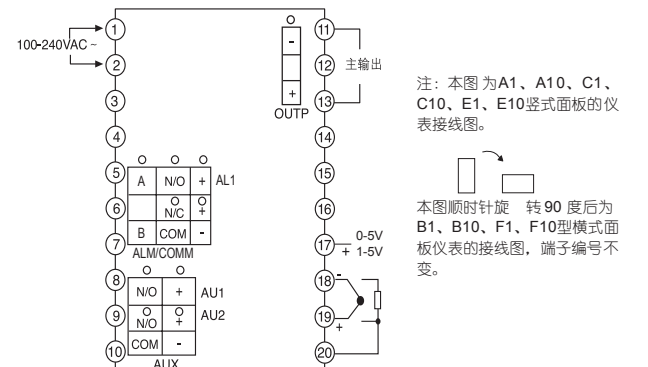 1
11
100-240VAC ~
-
12
主输出
2
3
+
13
OUTP
4
14
5
A
N/O
+
AL1
15
6
N/C
+
16
B
COM
-
7
17
0-5V
+ 1-5V
ALM/COMM
8
18
-
N/O
+
AU1
9
N/O
+
AU2
19
+
COM
-
10
20
AUX
注：本图为A1、A10、C1、
C10、E1、E10竖式面板的仪
表接线图。
本图顺时针旋 转90 度后为
B1、B10、F1、F10型横式面
板仪表的接线图，端子编号不
变。